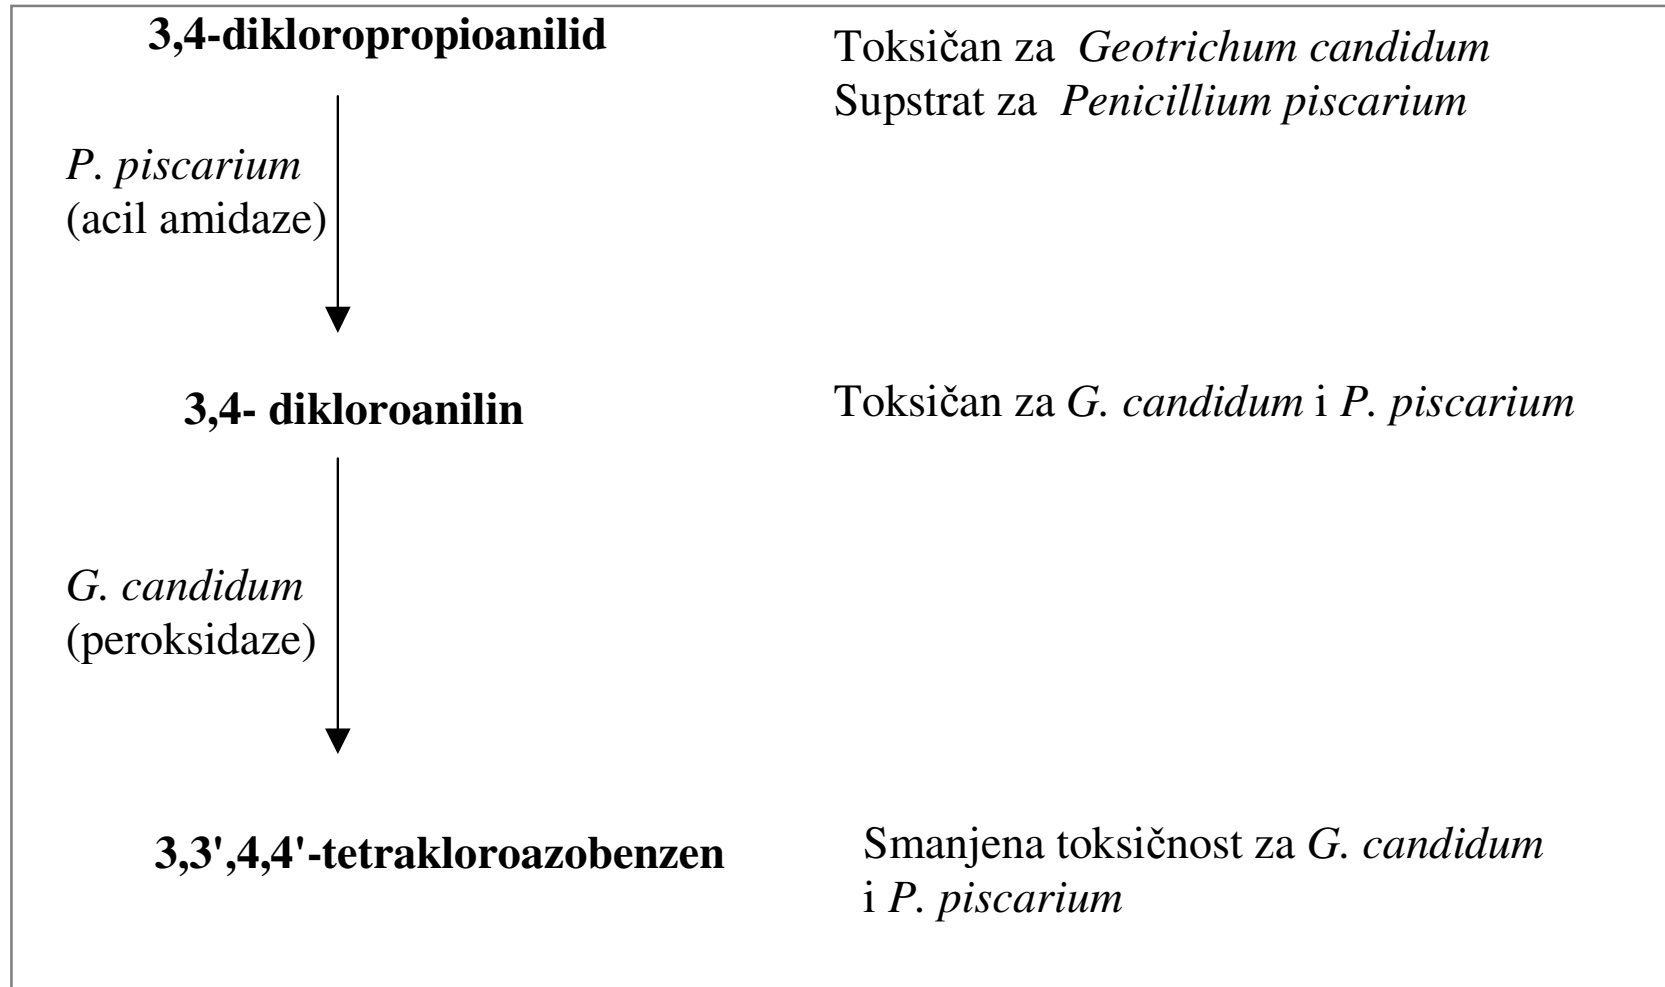 3,4-dikloropropioanilid
Toksičan za Geotrichum candidum
Supstrat za Penicillium piscarium
P. piscarium
(acil amidaze)
3,4- dikloroanilin
Toksičan za G. candidum i P. piscarium
G. candidum
(peroksidaze)
3,3',4,4'-tetrakloroazobenzen
Smanjena toksičnost za G. candidum
i P. piscarium